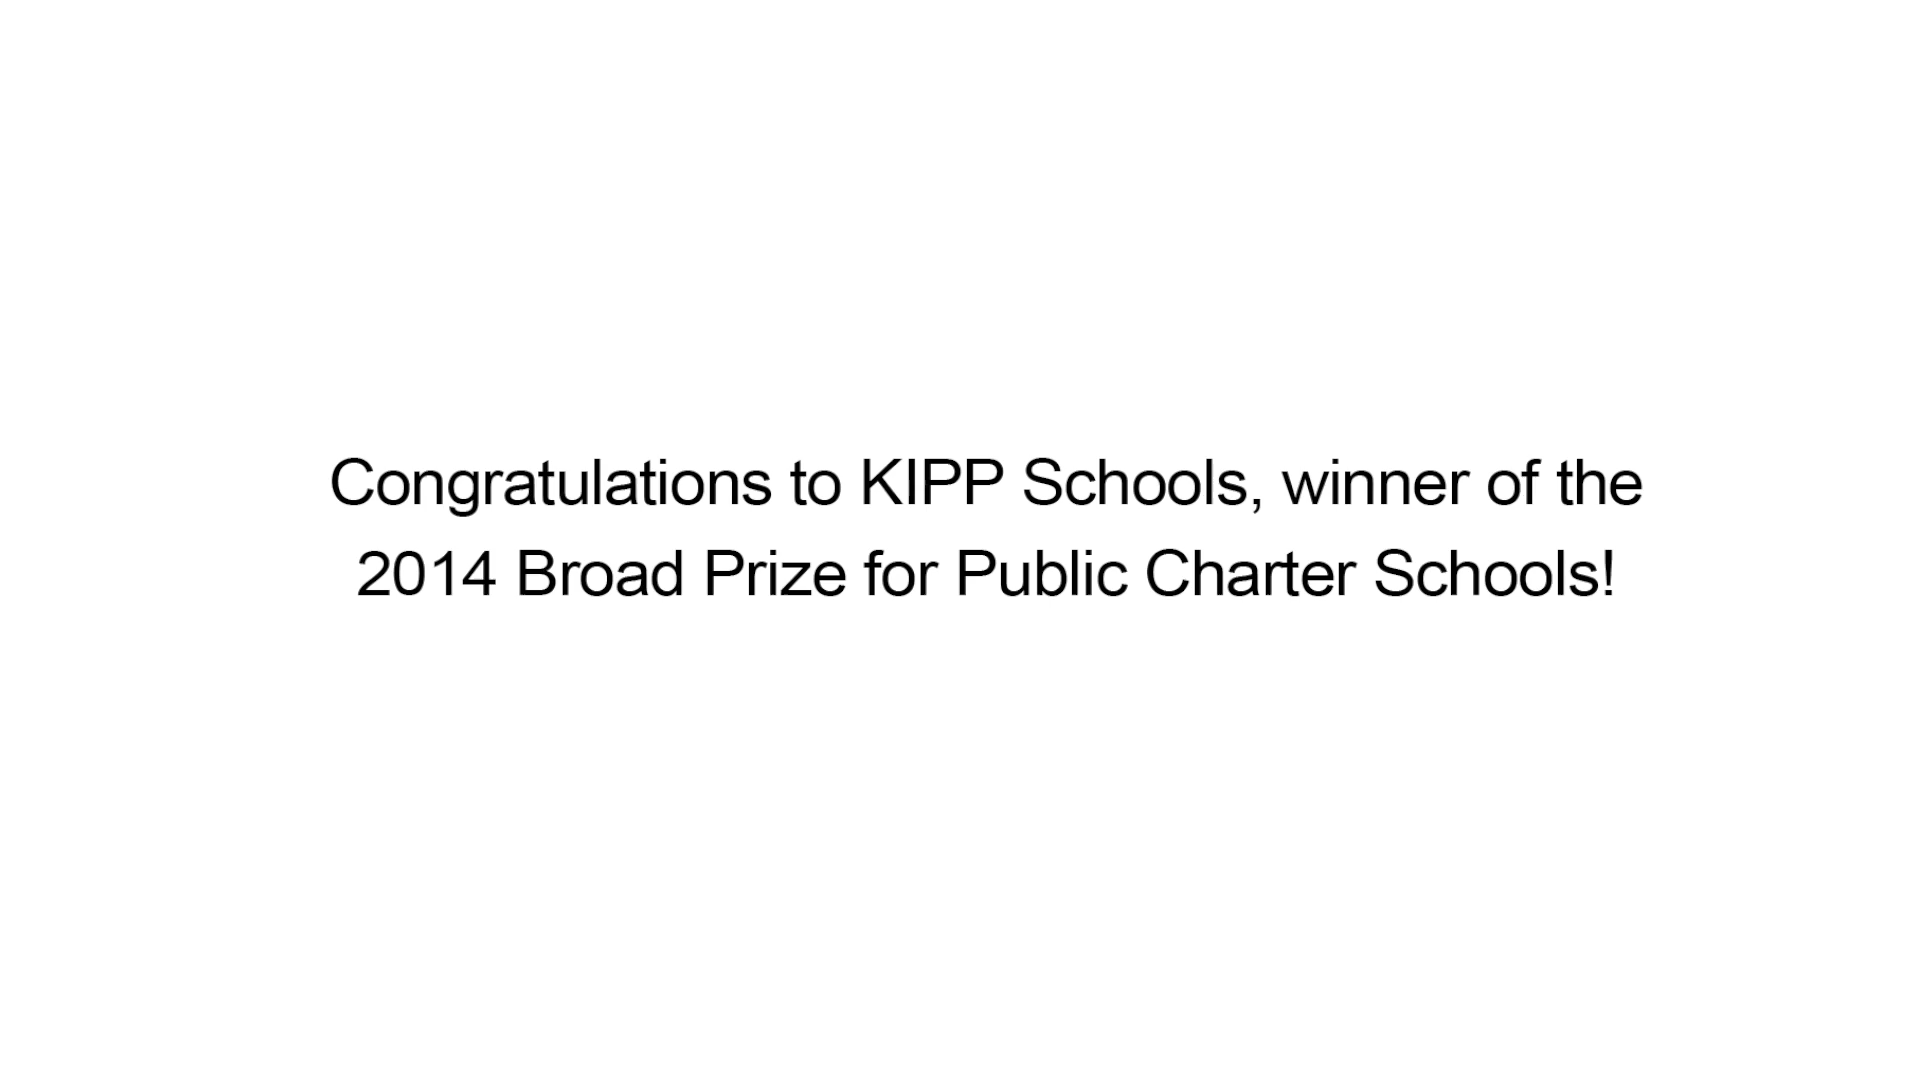 Congratulations to KIPP Schools, winner of the
2014 Broad Prize for Public Charter Schools!